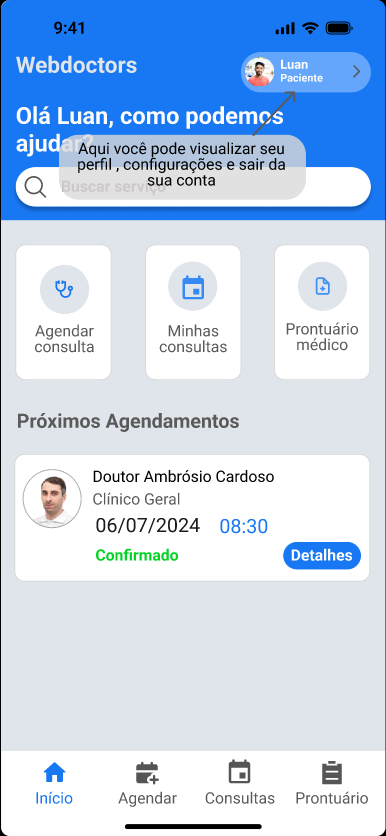 9:41
Webdoctors
Luan
Paciente
Olá Luan, como podemos
ajudar?
Aqui você pode visualizar seu
perfil , configurações e sair da
sua conta
Buscar serviço
Agendar
consulta
Minhas
consultas
Prontuário
médico
Próximos Agendamentos
Doutor Ambrósio Cardoso
Clínico Geral
06/07/2024 08:30
Confirmado
Detalhes
Início
Agendar
Consultas
Prontuário